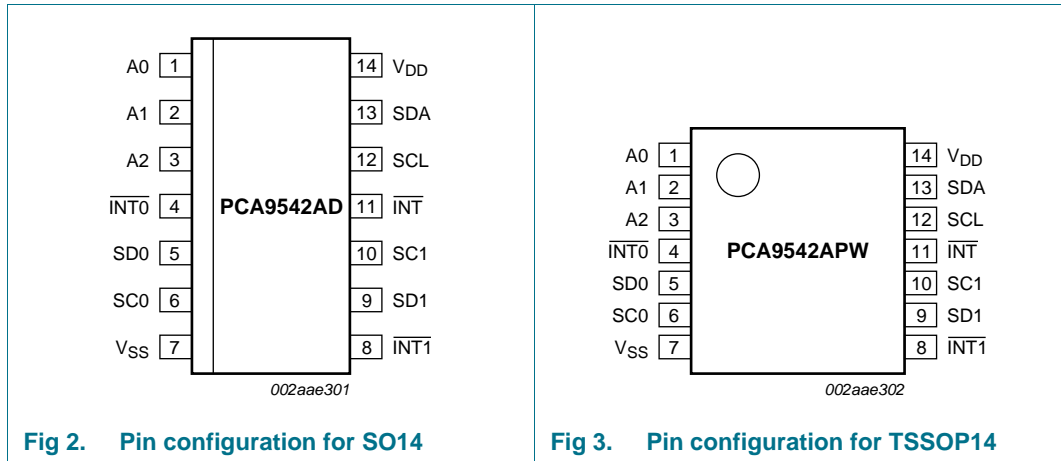 A0 1 14 VDD
A1 2 13 SDA
A2 3 12 SCL
INT0 4 PCA9542AD 11 INT
SD0 5 10 SC1
SC0 6 9 SD1
VSS 7 8 INT1
002aae301
Fig 2. Pin configuration for SO14
A0 1 14 VDD
A1 2 13 SDA
A2 3 12 SCL
INT0 4 PCA9542APW 11 INT
SD0 5 10 SC1
SC0 6 9 SD1
VSS 7 8 INT1
002aae302
Fig 3. Pin configuration for TSSOP14